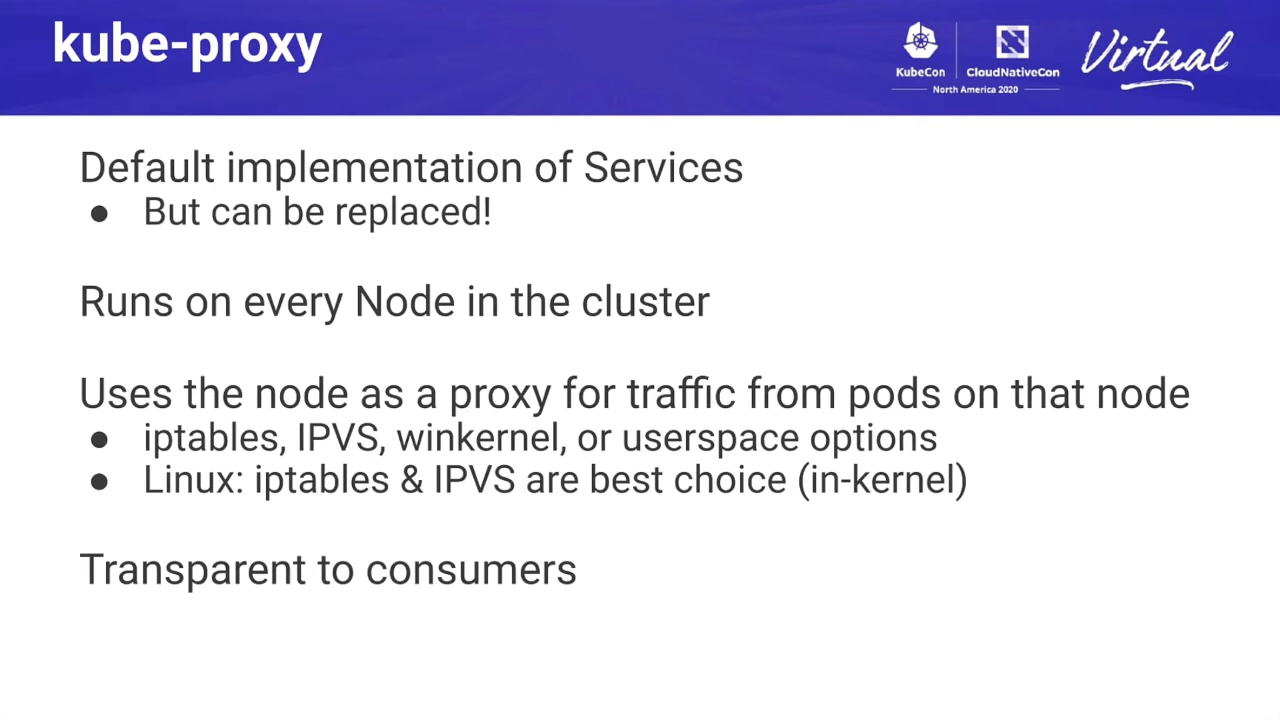 kube-proxy
KubeCon
CloudNativeCon
North America 2020
Virtual
Default implementation of Services
● But can be replaced!
Runs on every Node in the cluster
Uses the node as a proxy for traffic from pods on that node
● iptables, IPVS, winkernel, or userspace options
● Linux: iptables & IPVS are best choice (in-kernel)
Transparent to consumers